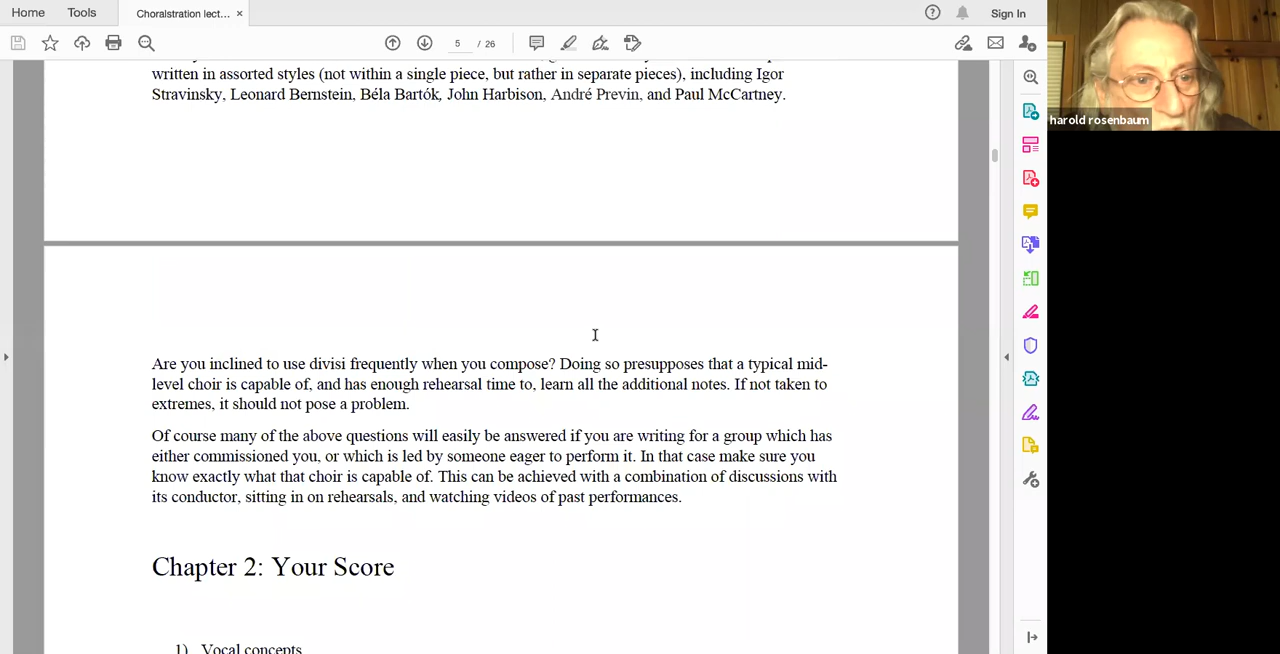 Home Tools Choralstration lect... × Sign In
5 / 26
written in assorted styles (not within a single piece, but rather in separate pieces), including Igor
Stravinsky, Leonard Bernstein, Béla Bartók, John Harbison, André Previn, and Paul McCartney.
harold rosenbaum
Are you inclined to use divisi frequently when you compose? Doing so presupposes that a typical mid-
level choir is capable of, and has enough rehearsal time to, learn all the additional notes. If not taken to
extremes, it should not pose a problem.
Of course many of the above questions will easily be answered if you are writing for a group which has
either commissioned you, or which is led by someone eager to perform it. In that case make sure you
know exactly what that choir is capable of. This can be achieved with a combination of discussions with
its conductor, sitting in on rehearsals, and watching videos of past performances.
Chapter 2: Your Score
1) Vocal concepts